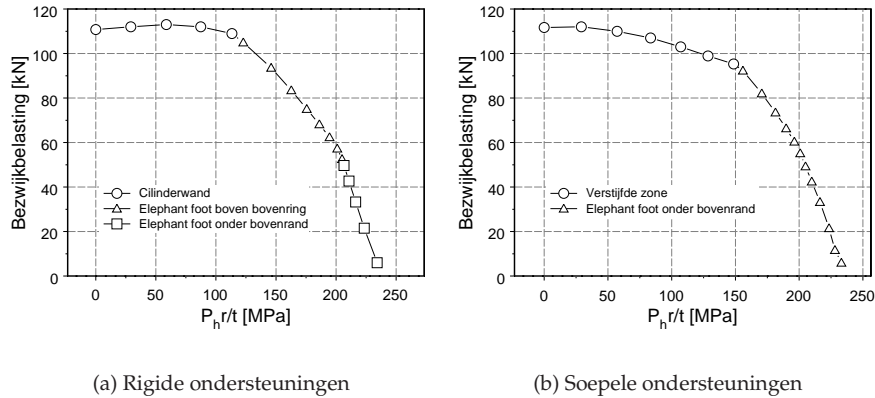 120
100
80
60
40
20
0
Bezwijkbelasting [kN]
Cilinderwand
Elephant foot boven bovenring
Elephant foot onder bovenrand
0 50 100 150 200 250
P_h r/t [MPa]
(a) Rigide ondersteuningen
120
100
80
60
40
20
0
Bezwijkbelasting [kN]
Verstijfde zone
Elephant foot onder bovenrand
0 50 100 150 200 250
P_h r/t [MPa]
(b) Soepele ondersteuningen